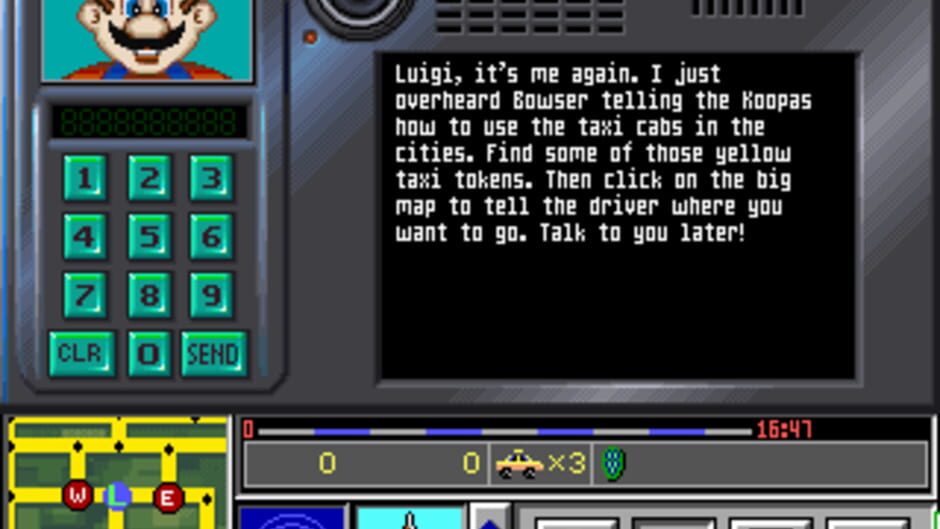 Luigi, it's me again. I just
overheard Bowser telling the Koopas
how to use the taxi cabs in the
cities. Find some of those yellow
taxi tokens. Then click on the big
map to tell the driver where you
want to go. Talk to you later!
8888888888
1 2 3
4 5 6
7 8 9
CLR 0 SEND
0 16:47
0 0 ×3
W L E